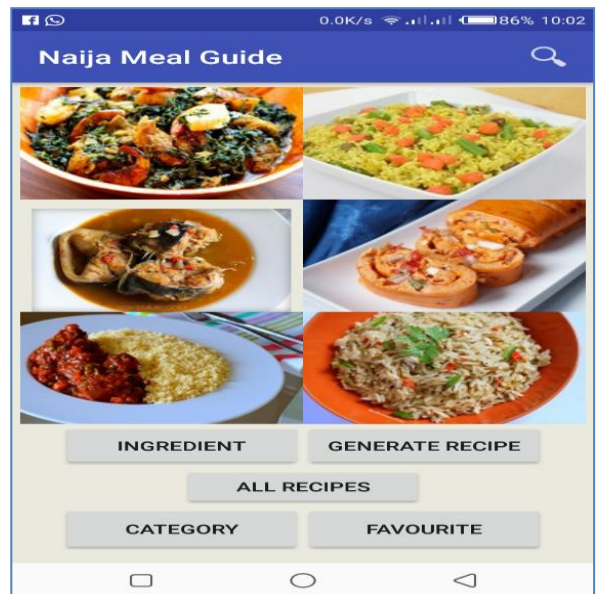 0.0K/s 86% 10:02
Naija Meal Guide
INGREDIENT GENERATE RECIPE
ALL RECIPES
CATEGORY FAVOURITE